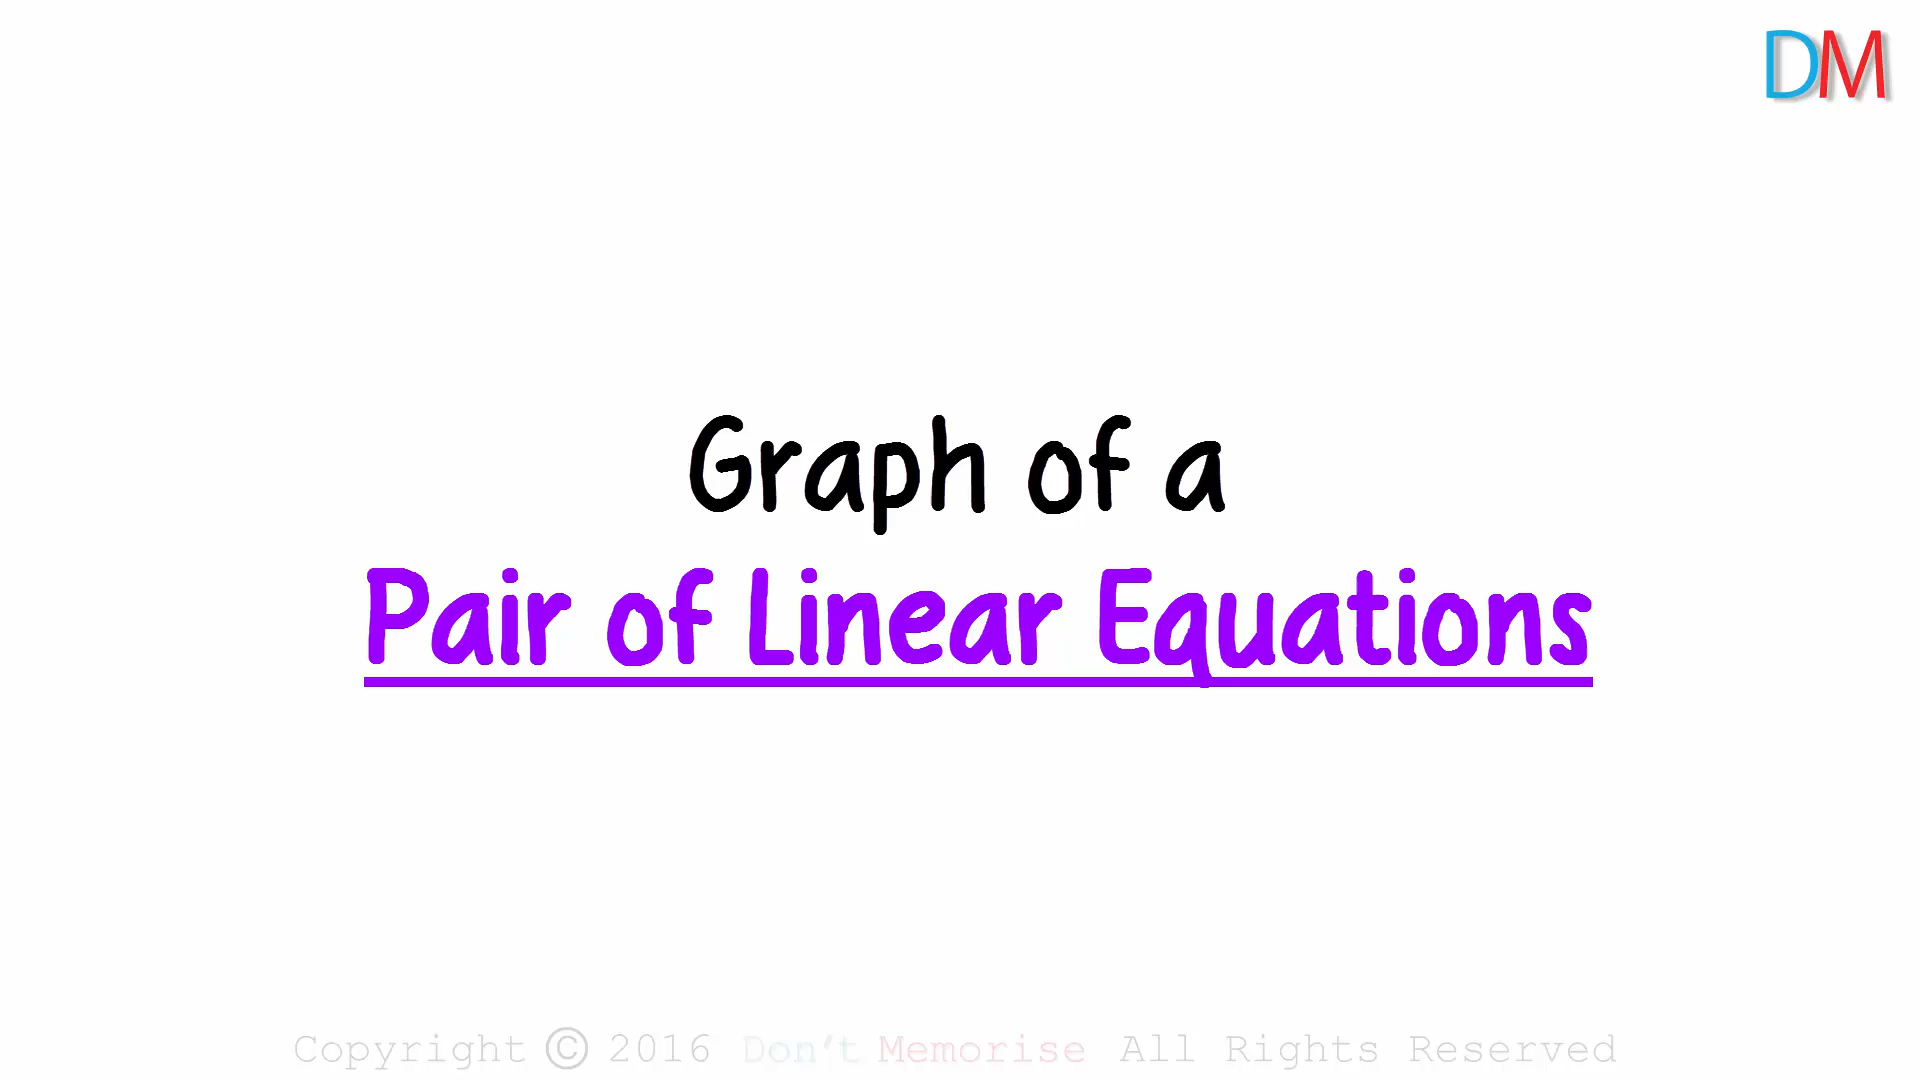 DM
Graph of a
Pair of Linear Equations
Copyright © 2016 Don't Memorise All Rights Reserved